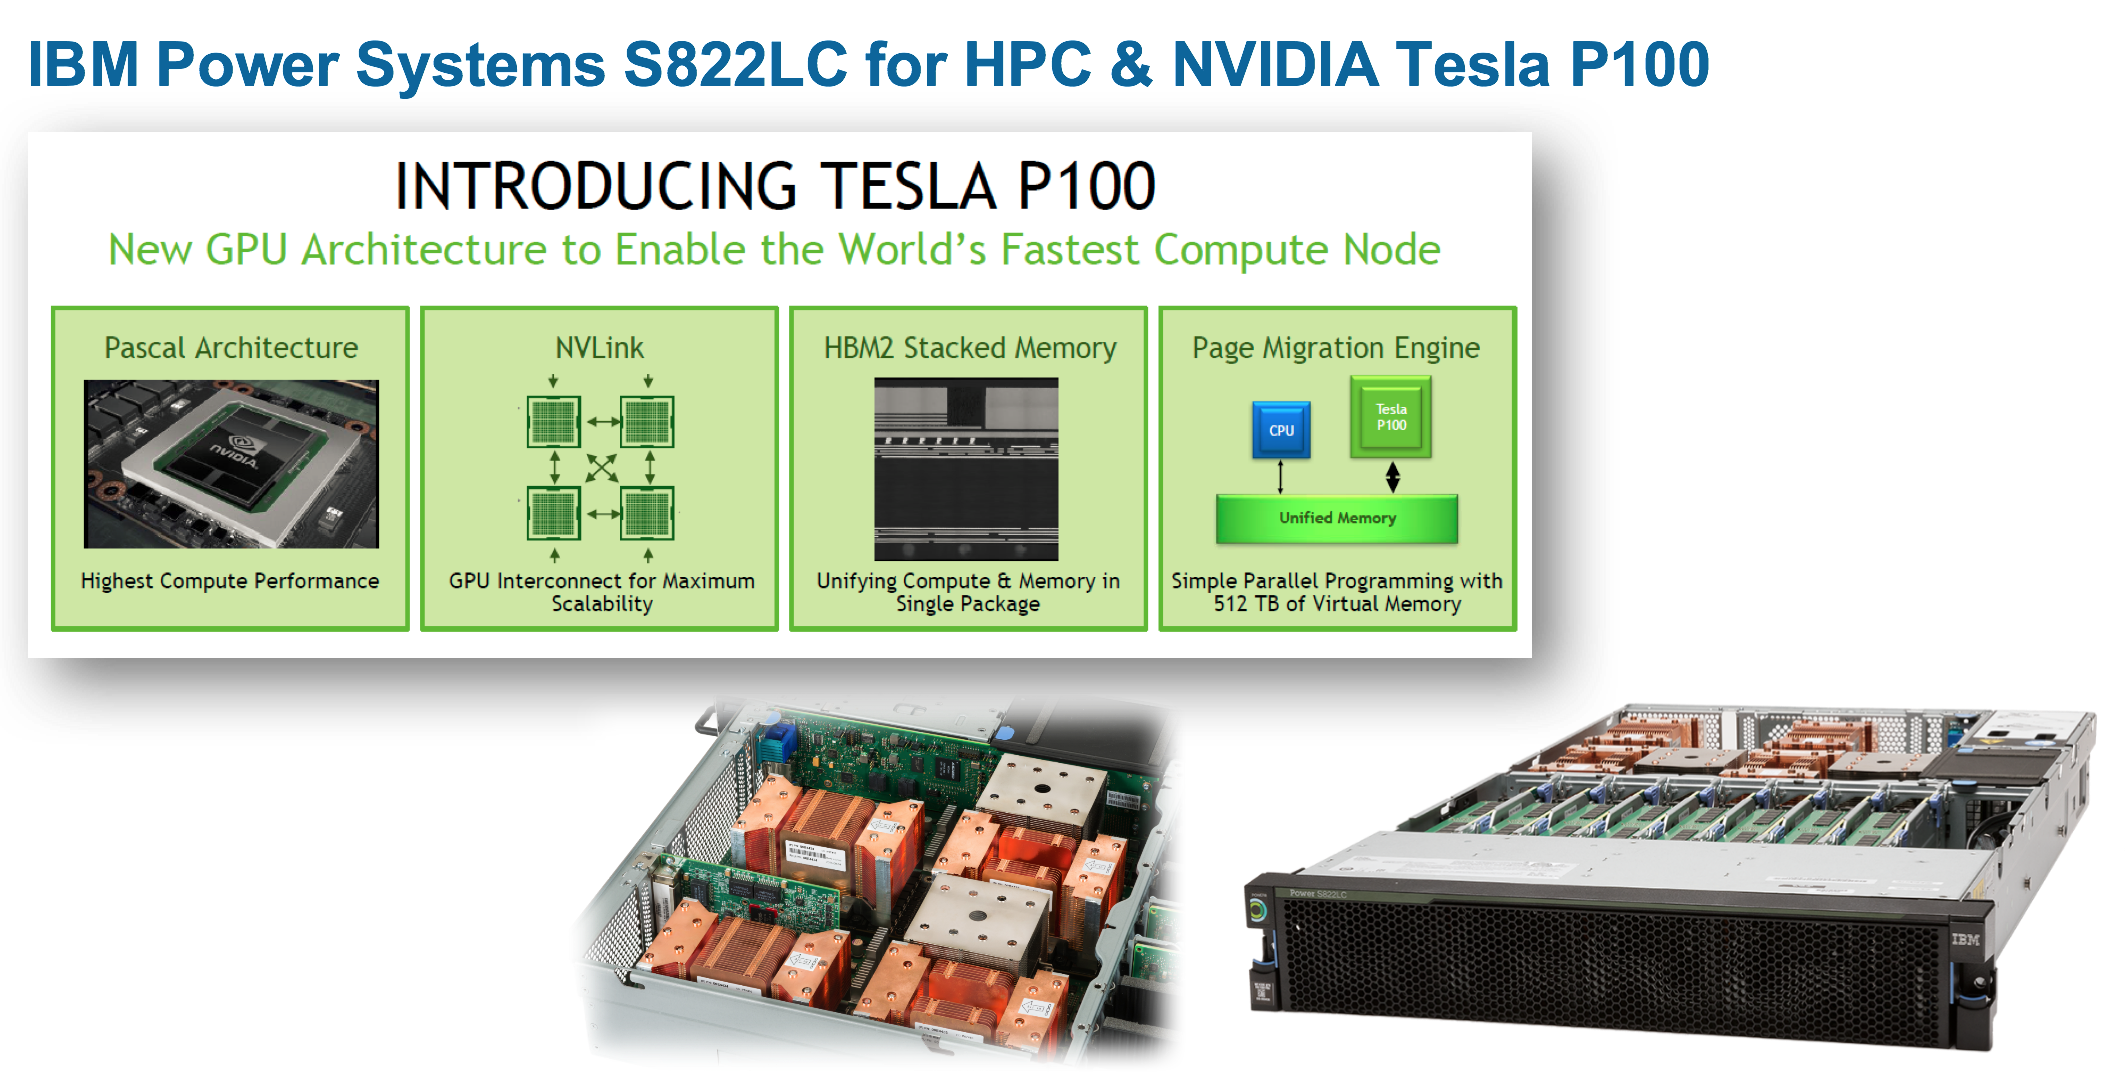 IBM Power Systems S822LC for HPC & NVIDIA Tesla P100
INTRODUCING TESLA P100
New GPU Architecture to Enable the World's Fastest Compute Node
Pascal Architecture
NVIDIA
Highest Compute Performance
NVLink
GPU Interconnect for Maximum
Scalability
HBM2 Stacked Memory
Unifying Compute & Memory in
Single Package
Page Migration Engine
CPU
Tesla
P100
Unified Memory
Simple Parallel Programming with
512 TB of Virtual Memory
Power S822LC
IBM